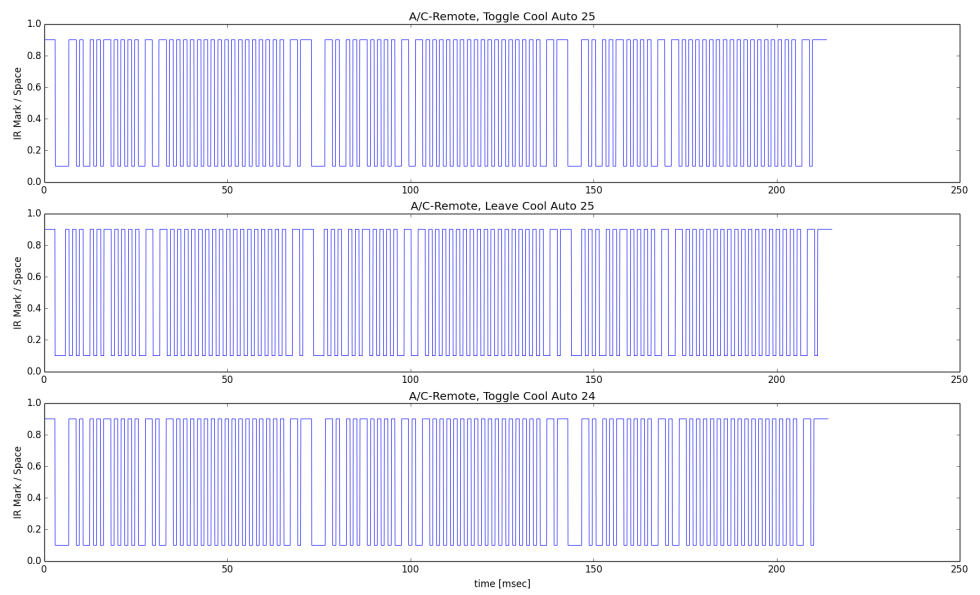 A/C-Remote, Toggle Cool Auto 25
1.0
0.8
0.6
0.4
0.2
0.0
IR Mark / Space
0 50 100 150 200 250
A/C-Remote, Leave Cool Auto 25
1.0
0.8
0.6
0.4
0.2
0.0
IR Mark / Space
0 50 100 150 200 250
A/C-Remote, Toggle Cool Auto 24
1.0
0.8
0.6
0.4
0.2
0.0
IR Mark / Space
0 50 100 150 200 250
time [msec]